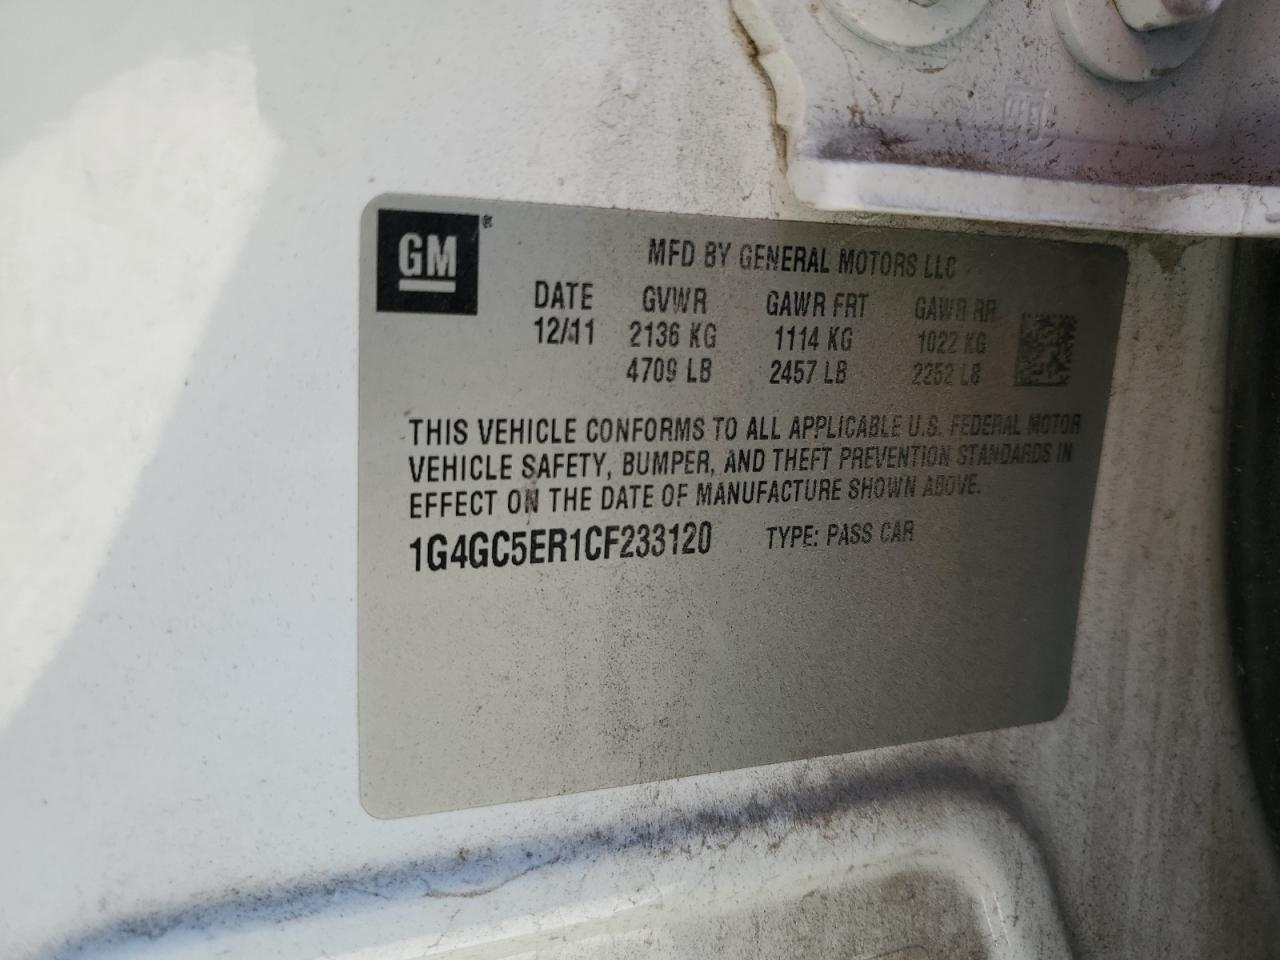 GM ®
MFD BY GENERAL MOTORS LLC
DATE GVWR GAWR FRT GAWR RR
12/11 2136 KG 1114 KG 1022 KG
4709 LB 2457 LB 2252 LB
THIS VEHICLE CONFORMS TO ALL APPLICABLE U.S. FEDERAL MOTOR
VEHICLE SAFETY, BUMPER, AND THEFT PREVENTION STANDARDS IN
EFFECT ON THE DATE OF MANUFACTURE SHOWN ABOVE.
1G4GC5ER1CF233120 TYPE: PASS CAR